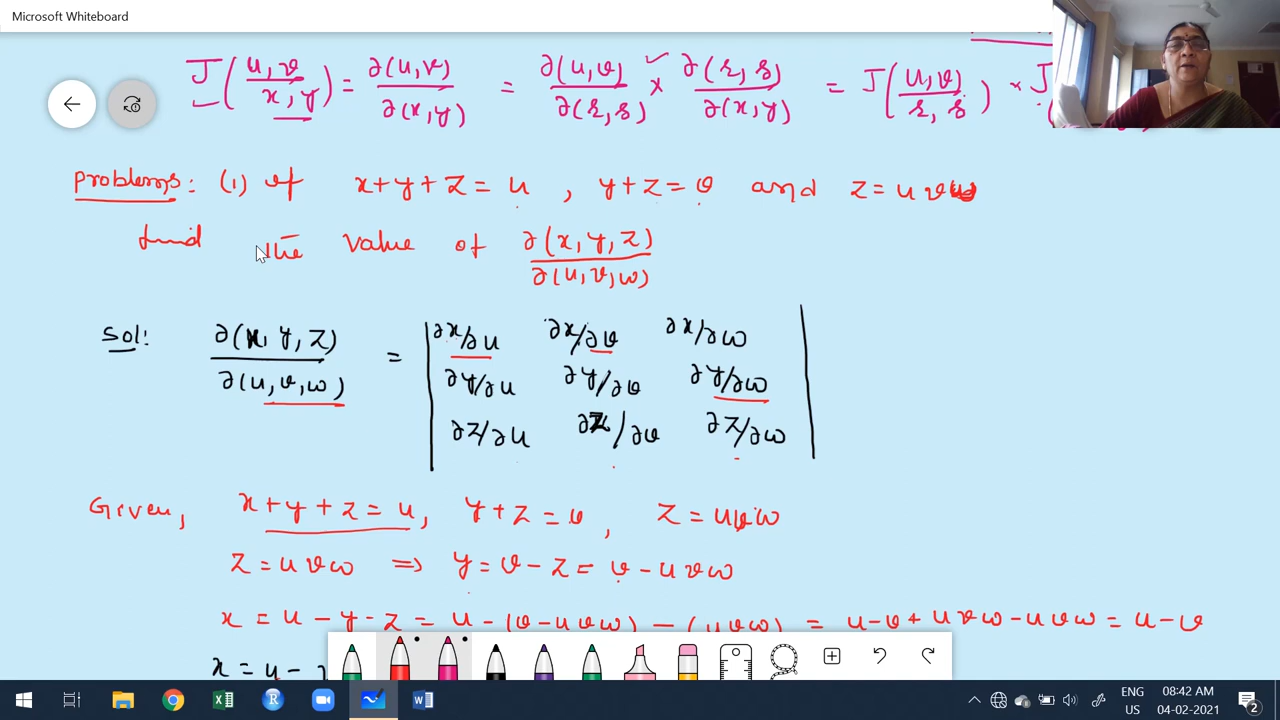 Microsoft Whiteboard
J(u,v/x,y) = ∂(u,v)/∂(x,y) = ∂(u,v)/∂(r,s) × ∂(r,s)/∂(x,y) = J(u,v/r,s) × J
Problems: (1) If x+y+z = u , y+z = v and z = uvw
find the value of ∂(x,y,z)/∂(u,v,w)
Sol: ∂(x,y,z)/∂(u,v,w) = | ∂x/∂u ∂x/∂v ∂x/∂w
∂y/∂u ∂y/∂v ∂y/∂w
∂z/∂u ∂z/∂v ∂z/∂w |
Given, x+y+z = u, y+z = v, z = uvw
z = uvw ⇒ y = v-z = v-uvw
x = u-y-z = u-(v-uvw)-(uvw) = u-v+uvw-uvw = u-v
x = u-
ENG 08:42 AM
US 04-02-2021
2